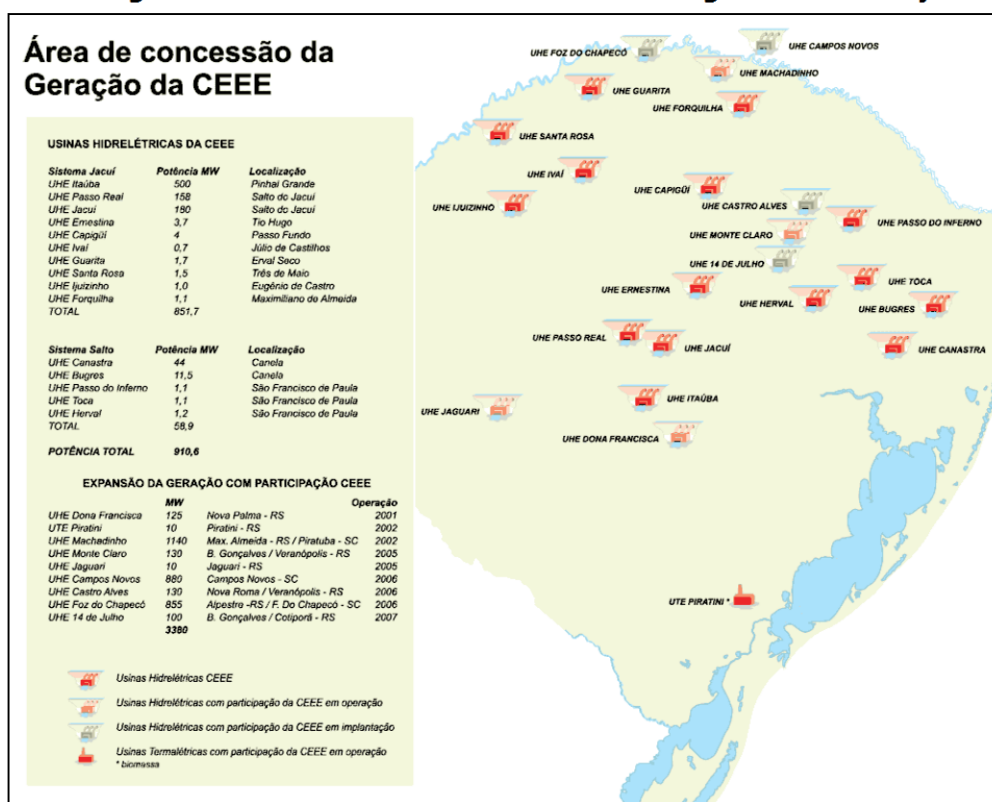 Área de concessão da
Geração da CEEE
USINAS HIDRELÉTRICAS DA CEEE
Sistema Jacuí Potência MW Localização
UHE Itaúba 500 Pinhal Grande
UHE Passo Real 158 Salto do Jacuí
UHE Jacuí 180 Salto do Jacuí
UHE Ernestina 3,7 Tio Hugo
UHE Capigüí 4 Passo Fundo
UHE Ivaí 0,7 Júlio de Castilhos
UHE Guarita 1,7 Erval Seco
UHE Santa Rosa 1,5 Três de Maio
UHE Ijuizinho 1,0 Eugênio de Castro
UHE Forquilha 1,1 Maximiliano de Almeida
TOTAL 851,7
Sistema Salto Potência MW Localização
UHE Canastra 44 Canela
UHE Bugres 11,5 Canela
UHE Passo do Inferno 1,1 São Francisco de Paula
UHE Toca 1,1 São Francisco de Paula
UHE Herval 1,2 São Francisco de Paula
TOTAL 58,9
POTÊNCIA TOTAL 910,6
EXPANSÃO DA GERAÇÃO COM PARTICIPAÇÃO CEEE
MW Operação
UHE Dona Francisca 125 Nova Palma - RS 2001
UTE Piratini 10 Piratini - RS 2002
UHE Machadinho 1140 Max. Almeida - RS / Piratuba - SC 2002
UHE Monte Claro 130 B. Gonçalves / Veranópolis - RS 2005
UHE Jaguari 10 Jaguari - RS 2005
UHE Campos Novos 880 Campos Novos - SC 2006
UHE Castro Alves 130 Nova Roma / Veranópolis - RS 2006
UHE Foz do Chapecó 855 Alpestre -RS / F. Do Chapecó - SC 2006
UHE 14 de Julho 100 B. Gonçalves / Cotiporã - RS 2007
3380
Usinas Hidrelétricas CEEE
Usinas Hidrelétricas com participação da CEEE em operação
Usinas Hidrelétricas com participação da CEEE em implantação
Usinas Termalétricas com participação da CEEE em operação
* biomassa
UHE FOZ DO CHAPECÓ
UHE CAMPOS NOVOS
UHE MACHADINHO
UHE GUARITA
UHE FORQUILHA
UHE SANTA ROSA
UHE IVAÍ
UHE CAPIGÜÍ
UHE IJUIZINHO
UHE CASTRO ALVES
UHE PASSO DO INFERNO
UHE MONTE CLARO
UHE 14 DE JULHO
UHE ERNESTINA
UHE TOCA
UHE HERVAL
UHE BUGRES
UHE PASSO REAL
UHE JACUÍ
UHE CANASTRA
UHE ITAÚBA
UHE JAGUARI
UHE DONA FRANCISCA
UTE PIRATINI *